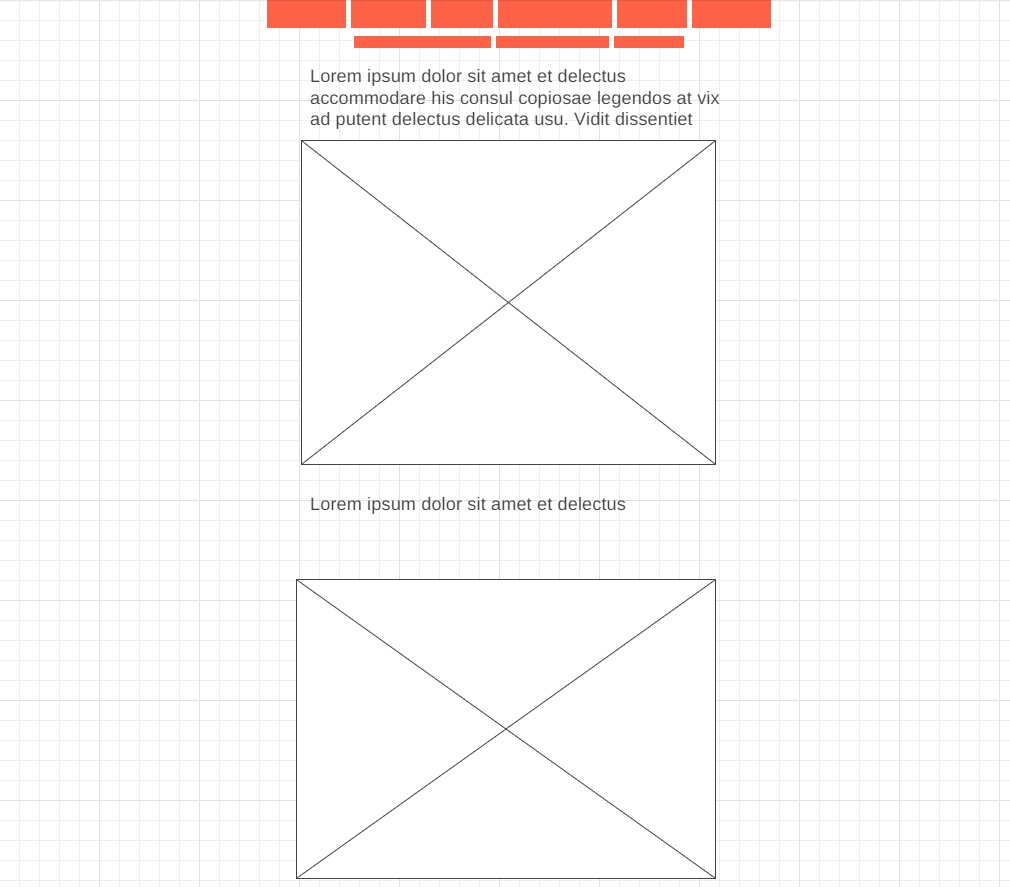 Lorem ipsum dolor sit amet et delectus
accommodare his consul copiosae legendos at vix
ad putent delectus delicata usu. Vidit dissentiet
Lorem ipsum dolor sit amet et delectus